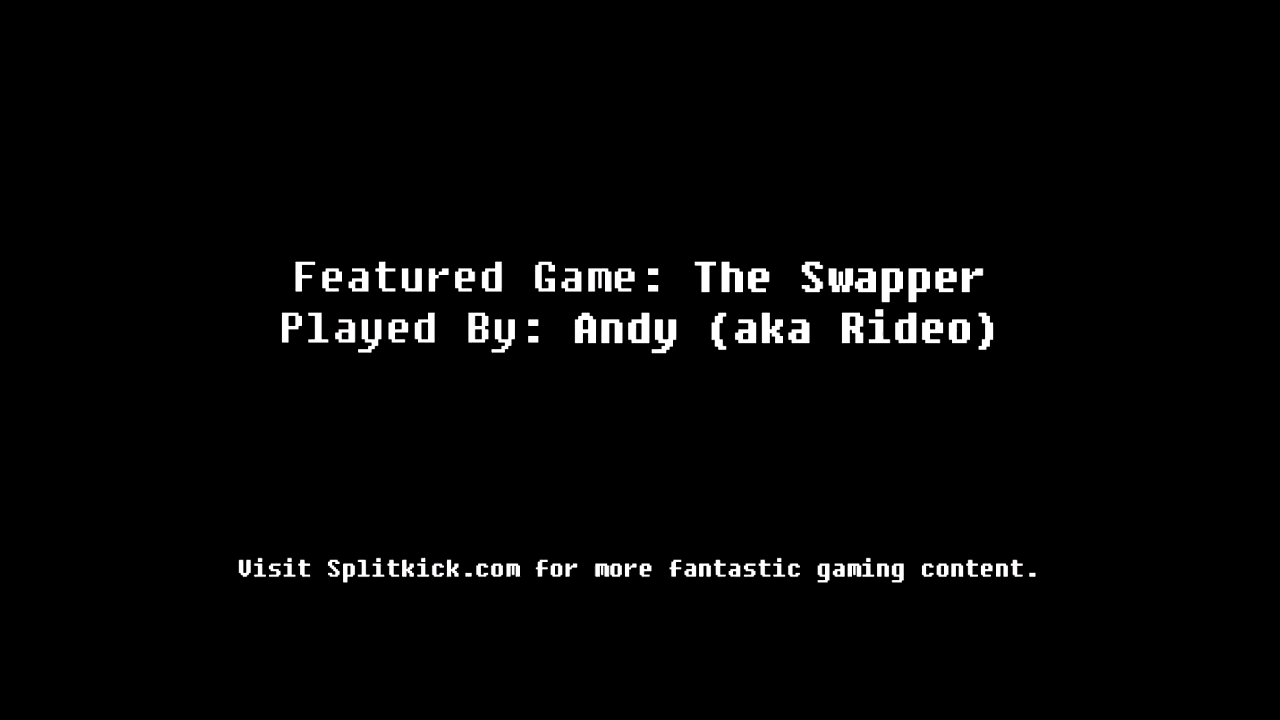 Featured Game: The Swapper
Played By: Andy (aka Rideo)
Visit Splitkick.com for more fantastic gaming content.